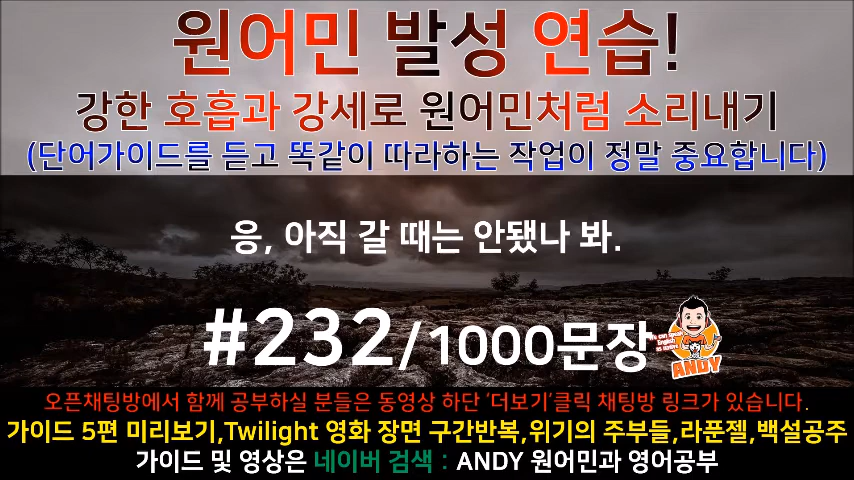 원어민 발성 연습!
강한 호흡과 강세로 원어민처럼 소리내기
(단어가이드를 듣고 똑같이 따라하는 작업이 정말 중요합니다)
응, 아직 갈 때는 안됐나 봐.
#232/1000문장
We can speak
English
as native
ANDY
오픈채팅방에서 함께 공부하실 분들은 동영상 하단 '더보기'클릭 채팅방 링크가 있습니다.
가이드 5편 미리보기,Twilight 영화 장면 구간반복,위기의 주부들,라푼젤,백설공주
가이드 및 영상은 네이버 검색 : ANDY 원어민과 영어공부